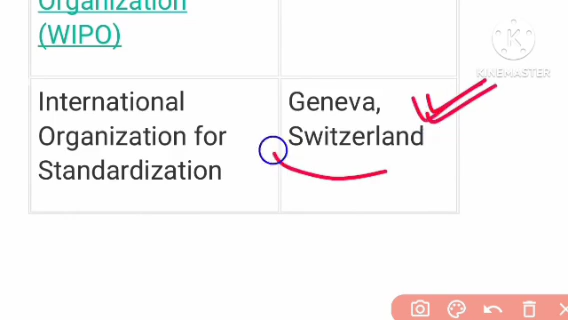 Organization
(WIPO)
International
Organization for
Standardization
Geneva,
Switzerland
K
KINEMASTER